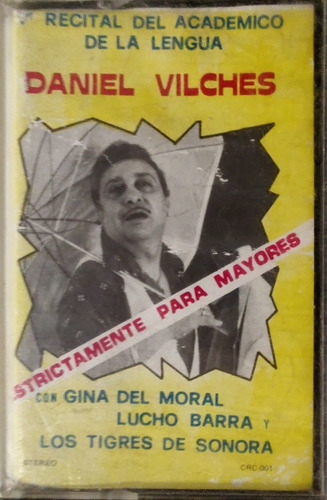 RECITAL DEL ACADEMICO
DE LA LENGUA
DANIEL VILCHES
STRICTAMENTE PARA MAYORES
CON GINA DEL MORAL
LUCHO BARRA Y
LOS TIGRES DE SONORA
STEREO
CRC-001